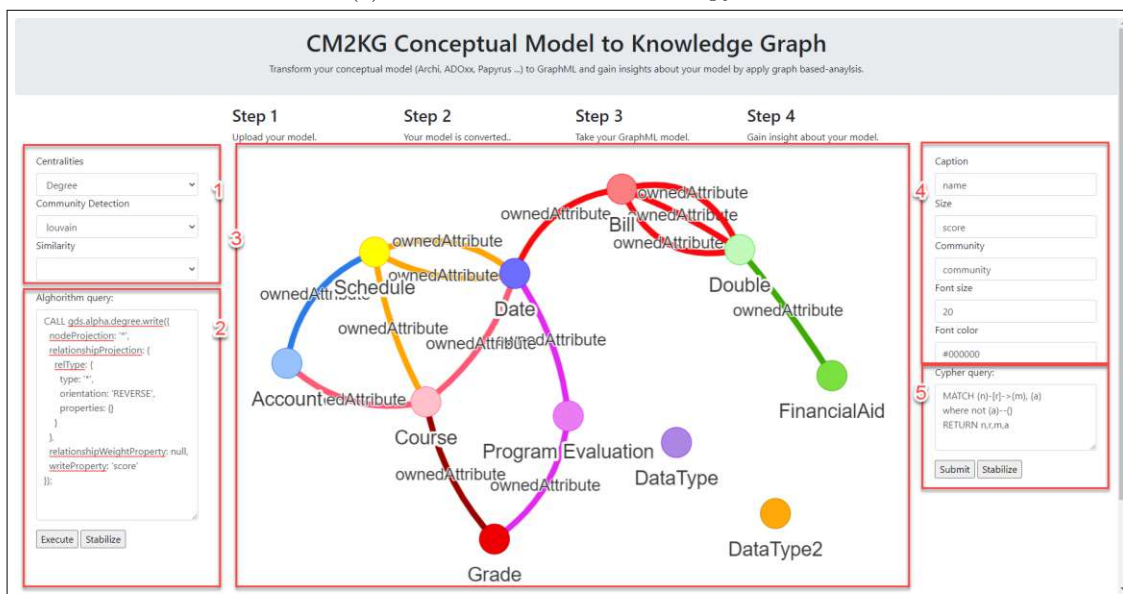 CM2KG Conceptual Model to Knowledge Graph
Transform your conceptual model (Archi, ADOxx, Papyrus ...) to GraphML and gain insights about your model by apply graph based-anaylsis.
Step 1
Upload your model.
Step 2
Your model is converted..
Step 3
Take your GraphML model.
Step 4
Gain insight about your model.
1
Centralities
Degree
Community Detection
louvain
Similarity
2
Alghorithm query:
CALL gds.alpha.degree.write({
nodeProjection: '*',
relationshipProjection: {
relType: {
type: '*',
orientation: 'REVERSE',
properties: {}
}
},
relationshipWeightProperty: null,
writeProperty: 'score'
});
Execute
Stabilize
3
ownedAttribute
ownedAttribute
ownedAttribute
ownedAttribute
Bill
ownedAttribute
ownedAttribute
Schedule
ownedAttribute
Double
Date
ownedAttribute
ownedAttribute
ownedAttribute
ownedAttribute
Account
edAttribute
FinancialAid
Course
Program Evaluation
ownedAttribute
ownedAttribute
DataType
DataType2
Grade
4
Caption
name
Size
score
Community
community
Font size
20
Font color
#000000
5
Cypher query:
MATCH (n)-[r]->(m), (a)
where not (a)--()
RETURN n,r,m,a
Submit
Stabilize